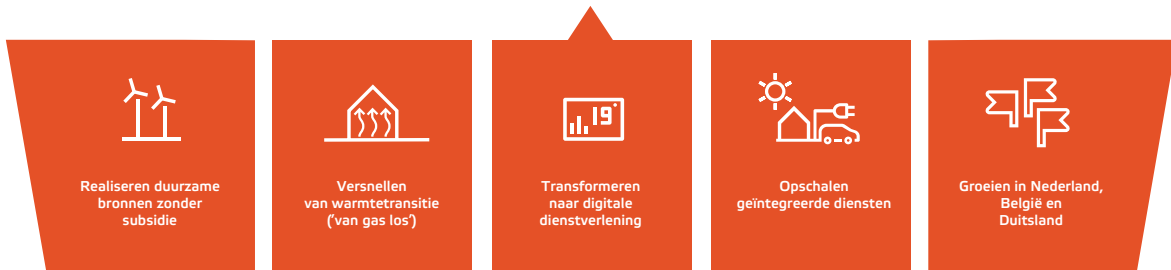 19°
Realiseren duurzame
bronnen zonder
subsidie
Versnellen
van warmtetransitie
('van gas los')
Transformeren
naar digitale
dienstverlening
Opschalen
geïntegreerde diensten
Groeien in Nederland,
België en
Duitsland